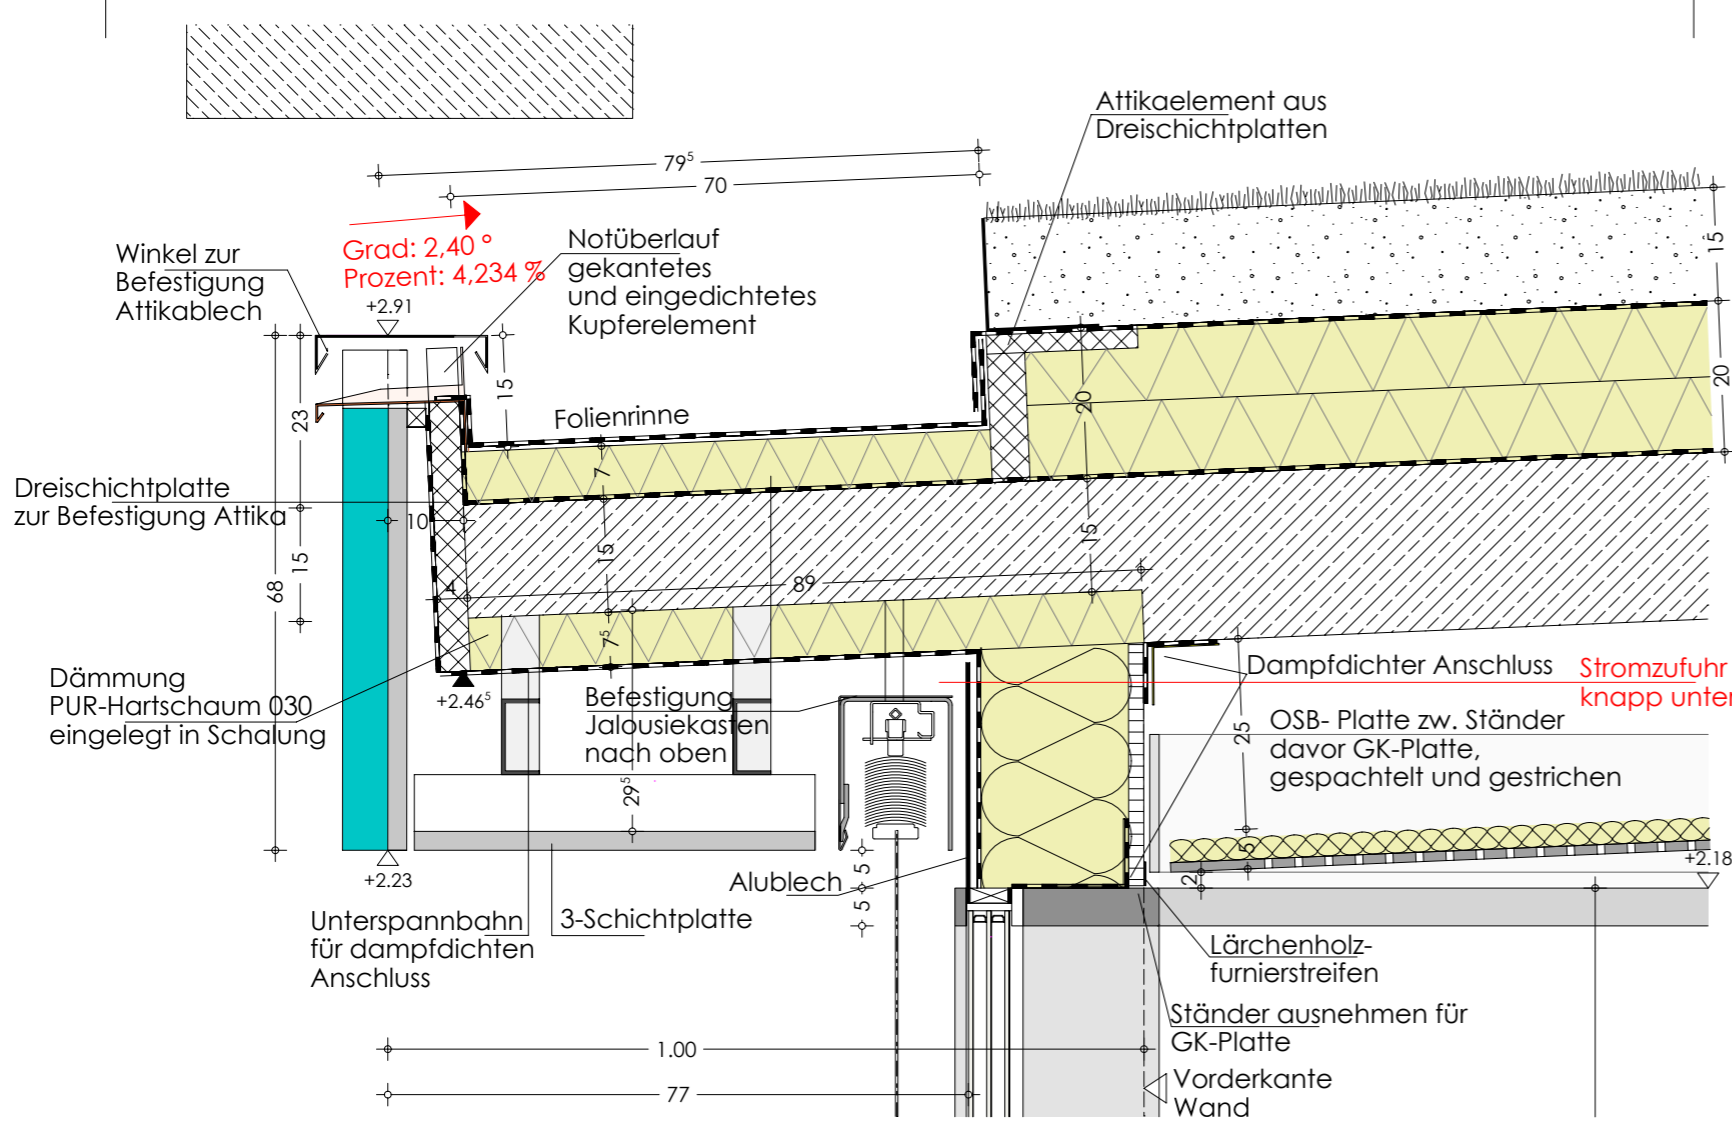 Attikaelement aus
Dreischichtplatten
79⁵
70
Grad: 2,40 °
Prozent: 4,234 %
Notüberlauf
gekantetes
und eingedichtetes
Kupferelement
Winkel zur
Befestigung
Attikablech
+2.91
15
15
20
23
15
20
Folienrinne
7
Dreischichtplatte
zur Befestigung Attika
10
15
15
15
68
4
89
7⁵
Dämmung
PUR-Hartschaum 030
eingelegt in Schalung
+2.46⁵
Befestigung
Jalousiekasten
nach oben
29⁵
Dampfdichter Anschluss
Stromzufuhr
knapp unter
25
OSB- Platte zw. Ständer
davor GK-Platte,
gespachtelt und gestrichen
5
2
+2.18
5
5
+2.23
Alublech
Unterspannbahn
für dampfdichten
Anschluss
3-Schichtplatte
Lärchenholz-
furnierstreifen
Ständer ausnehmen für
GK-Platte
1.00
77
Vorderkante
Wand